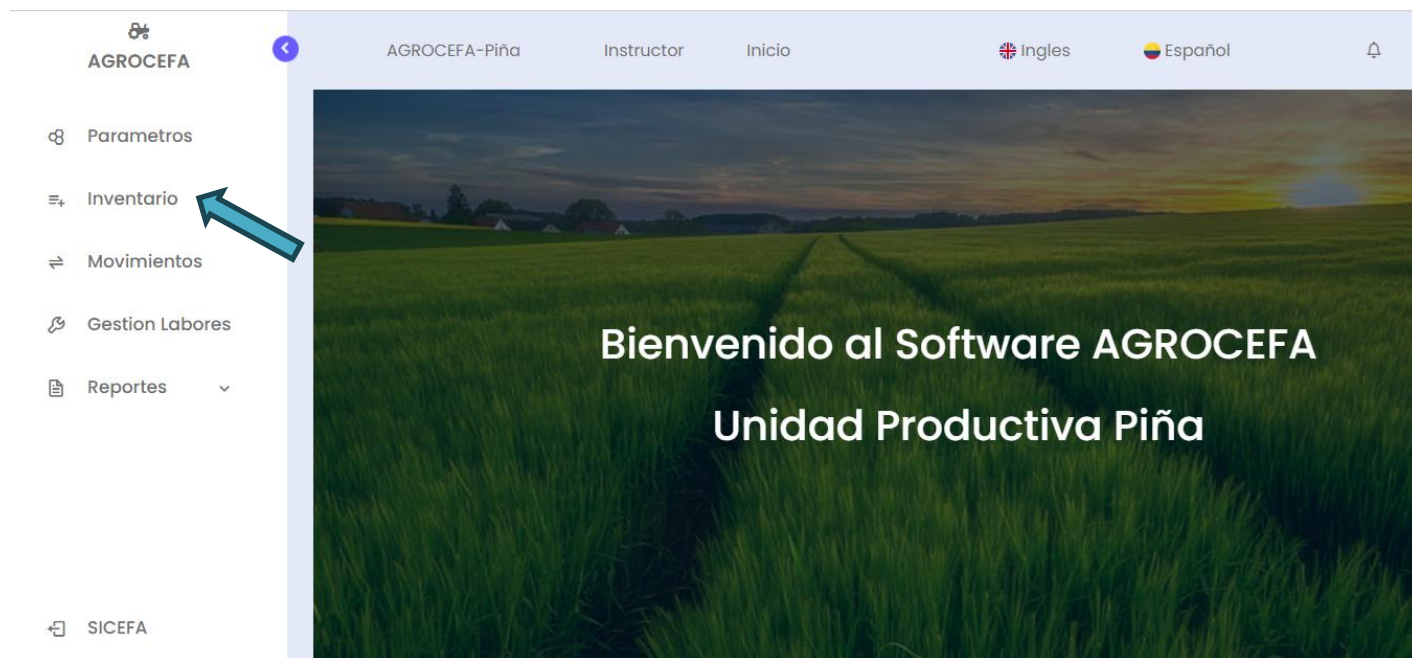 AGROCEFA
AGROCEFA-Piña Instructor Inicio Ingles Español
Parametros
Inventario
Movimientos
Gestion Labores
Reportes
SICEFA
Bienvenido al Software AGROCEFA
Unidad Productiva Piña